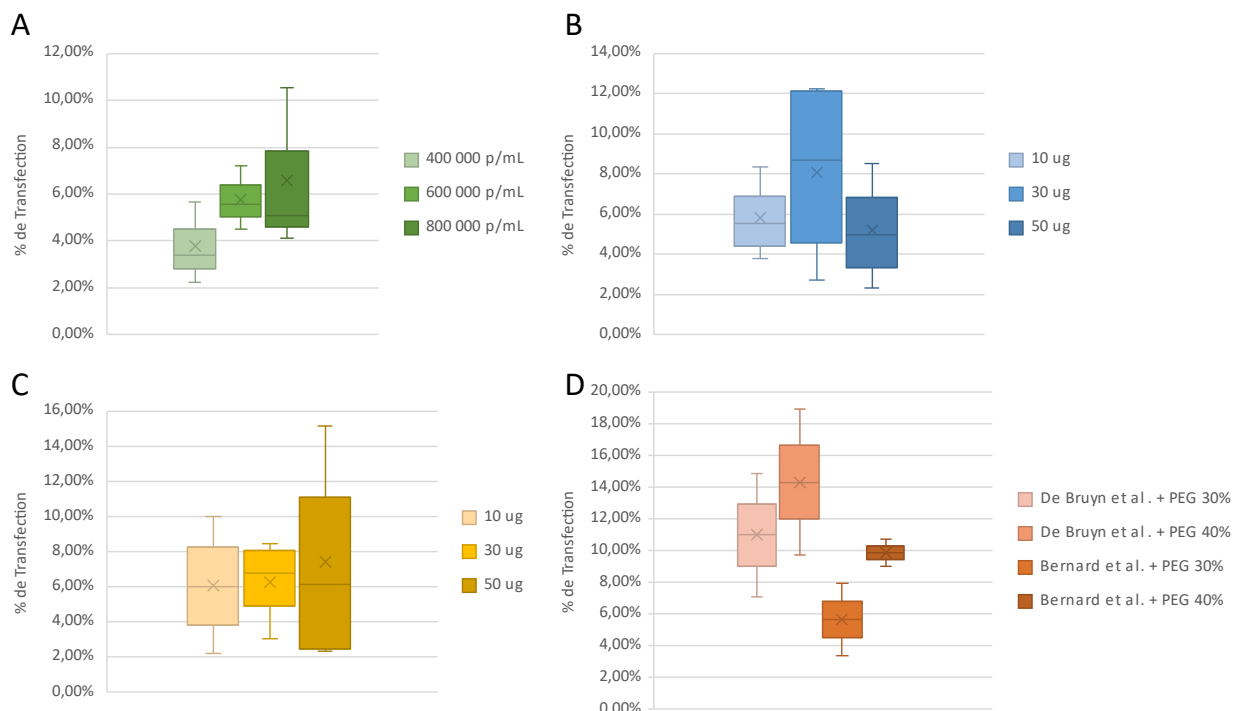 A
12,00%
10,00%
8,00%
6,00%
4,00%
2,00%
0,00%
% de Transfection
400 000 p/mL
600 000 p/mL
800 000 p/mL
B
14,00%
12,00%
10,00%
8,00%
6,00%
4,00%
2,00%
0,00%
% de Transfection
10 ug
30 ug
50 ug
C
16,00%
14,00%
12,00%
10,00%
8,00%
6,00%
4,00%
2,00%
0,00%
% de Transfection
10 ug
30 ug
50 ug
D
20,00%
18,00%
16,00%
14,00%
12,00%
10,00%
8,00%
6,00%
4,00%
2,00%
0,00%
% de Transfection
De Bruyn et al. + PEG 30%
De Bruyn et al. + PEG 40%
Bernard et al. + PEG 30%
Bernard et al. + PEG 40%